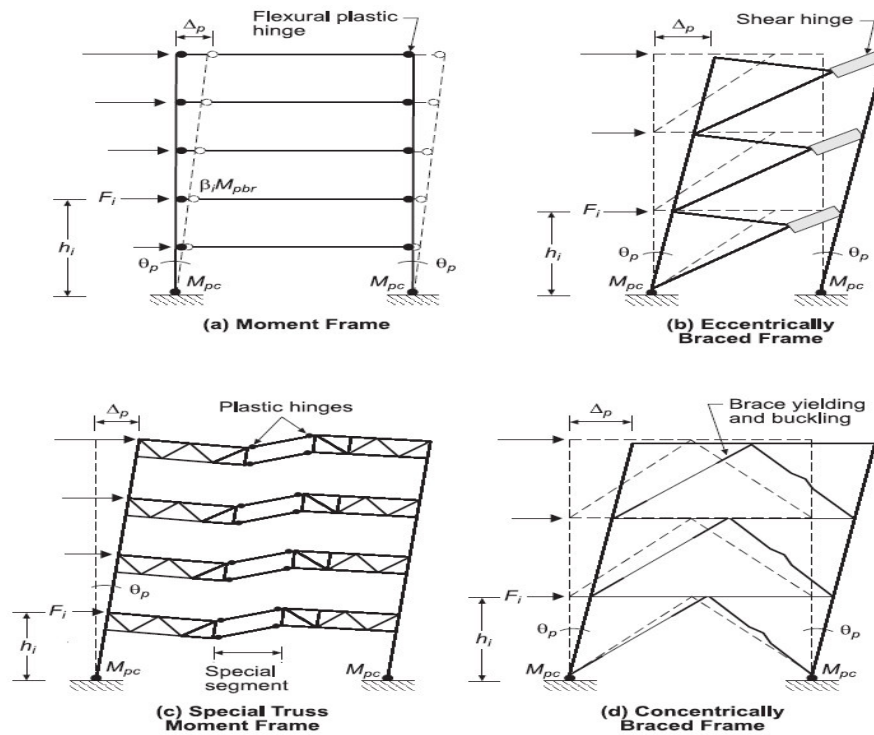 Δp
Flexural plastic
hinge
βiMpbr
Fi
hi
θp
θp
Mpc
Mpc
(a) Moment Frame
Δp
Shear hinge
Fi
hi
θp
θp
Mpc
Mpc
(b) Eccentrically
Braced Frame
Δp
Plastic hinges
θp
Fi
hi
Mpc
Mpc
Special
segment
(c) Special Truss
Moment Frame
Δp
Brace yielding
and buckling
Fi
hi
θp
θp
Mpc
Mpc
(d) Concentrically
Braced Frame